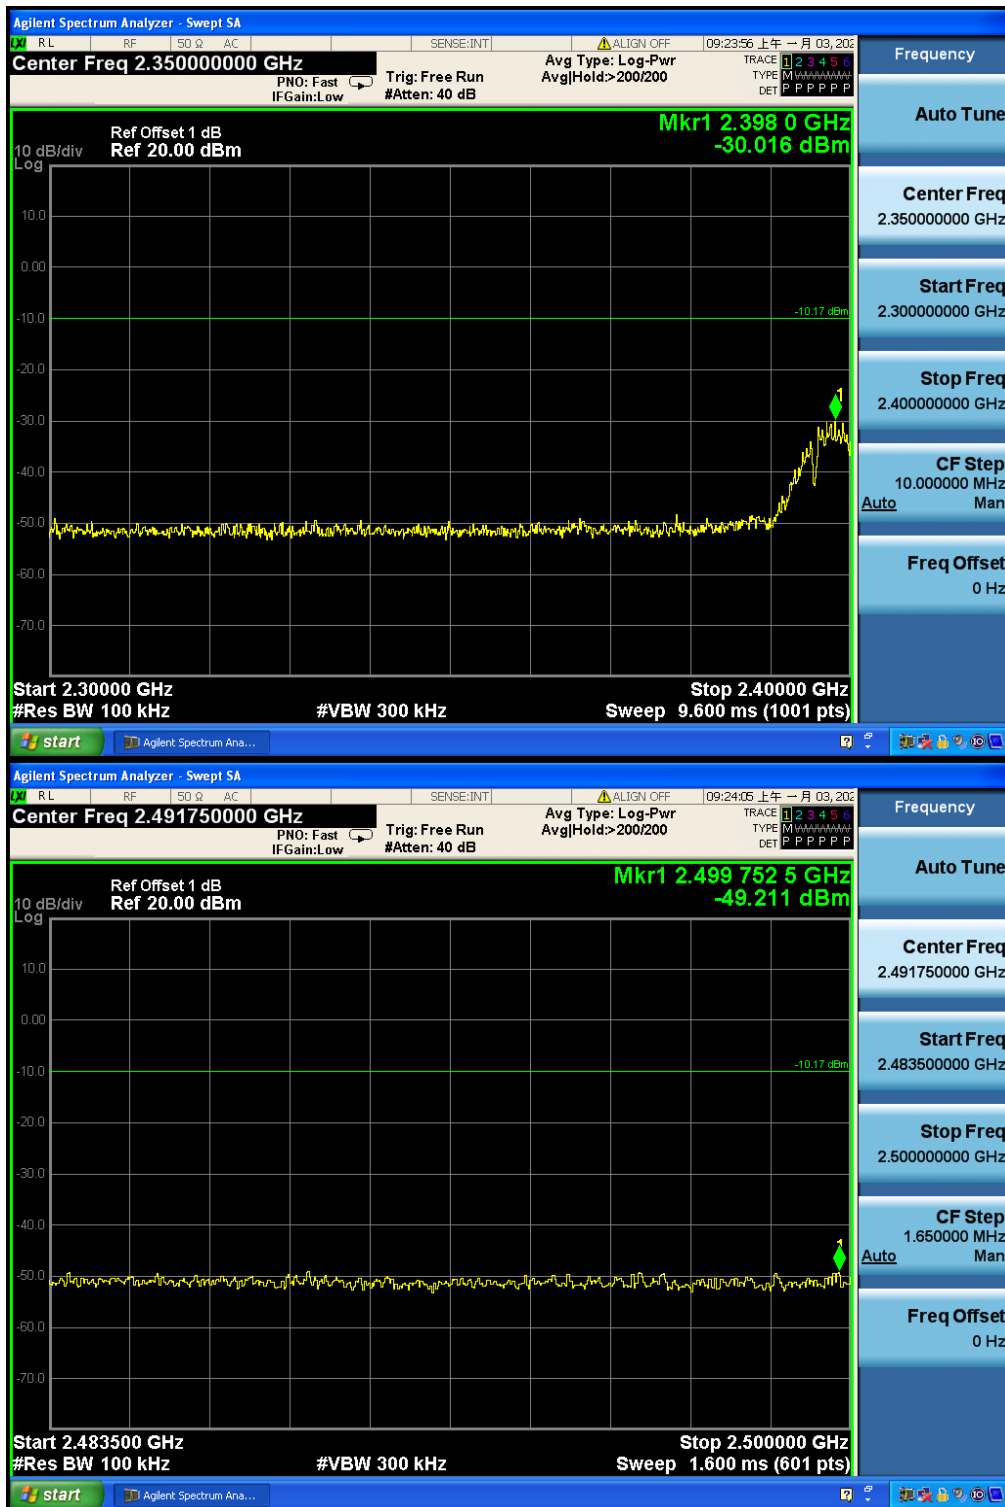 Agilent Spectrum Analyzer - Swept SA
LXI RL RF 50 Ω AC SENSE:INT ALIGN OFF 09:23:56 上午 一月 03, 202
Center Freq 2.350000000 GHz
PNO: Fast
IFGain:Low
Trig: Free Run
#Atten: 40 dB
Avg Type: Log-Pwr
Avg|Hold:>200/200
TRACE 1 2 3 4 5 6
TYPE M WWWWW
DET P P P P P P
Frequency
Auto Tune
Center Freq
2.350000000 GHz
Start Freq
2.300000000 GHz
Stop Freq
2.400000000 GHz
CF Step
10.000000 MHz
Auto Man
Freq Offset
0 Hz
Mkr1 2.398 0 GHz
-30.016 dBm
Ref Offset 1 dB
10 dB/div Ref 20.00 dBm
Log
10.0
0.00
-10.0
-10.17 dBm
-20.0
-30.0
1
-40.0
-50.0
-60.0
-70.0
Start 2.30000 GHz Stop 2.40000 GHz
#Res BW 100 kHz #VBW 300 kHz Sweep 9.600 ms (1001 pts)
start Agilent Spectrum Ana...
Agilent Spectrum Analyzer - Swept SA
LXI RL RF 50 Ω AC SENSE:INT ALIGN OFF 09:24:05 上午 一月 03, 202
Center Freq 2.491750000 GHz
PNO: Fast
IFGain:Low
Trig: Free Run
#Atten: 40 dB
Avg Type: Log-Pwr
Avg|Hold:>200/200
TRACE 1 2 3 4 5 6
TYPE M WWWWW
DET P P P P P P
Frequency
Auto Tune
Center Freq
2.491750000 GHz
Start Freq
2.483500000 GHz
Stop Freq
2.500000000 GHz
CF Step
1.650000 MHz
Auto Man
Freq Offset
0 Hz
Mkr1 2.499 752 5 GHz
-49.211 dBm
Ref Offset 1 dB
10 dB/div Ref 20.00 dBm
Log
10.0
0.00
-10.0
-10.17 dBm
-20.0
-30.0
-40.0
1
-50.0
-60.0
-70.0
Start 2.483500 GHz Stop 2.500000 GHz
#Res BW 100 kHz #VBW 300 kHz Sweep 1.600 ms (601 pts)
start Agilent Spectrum Ana...